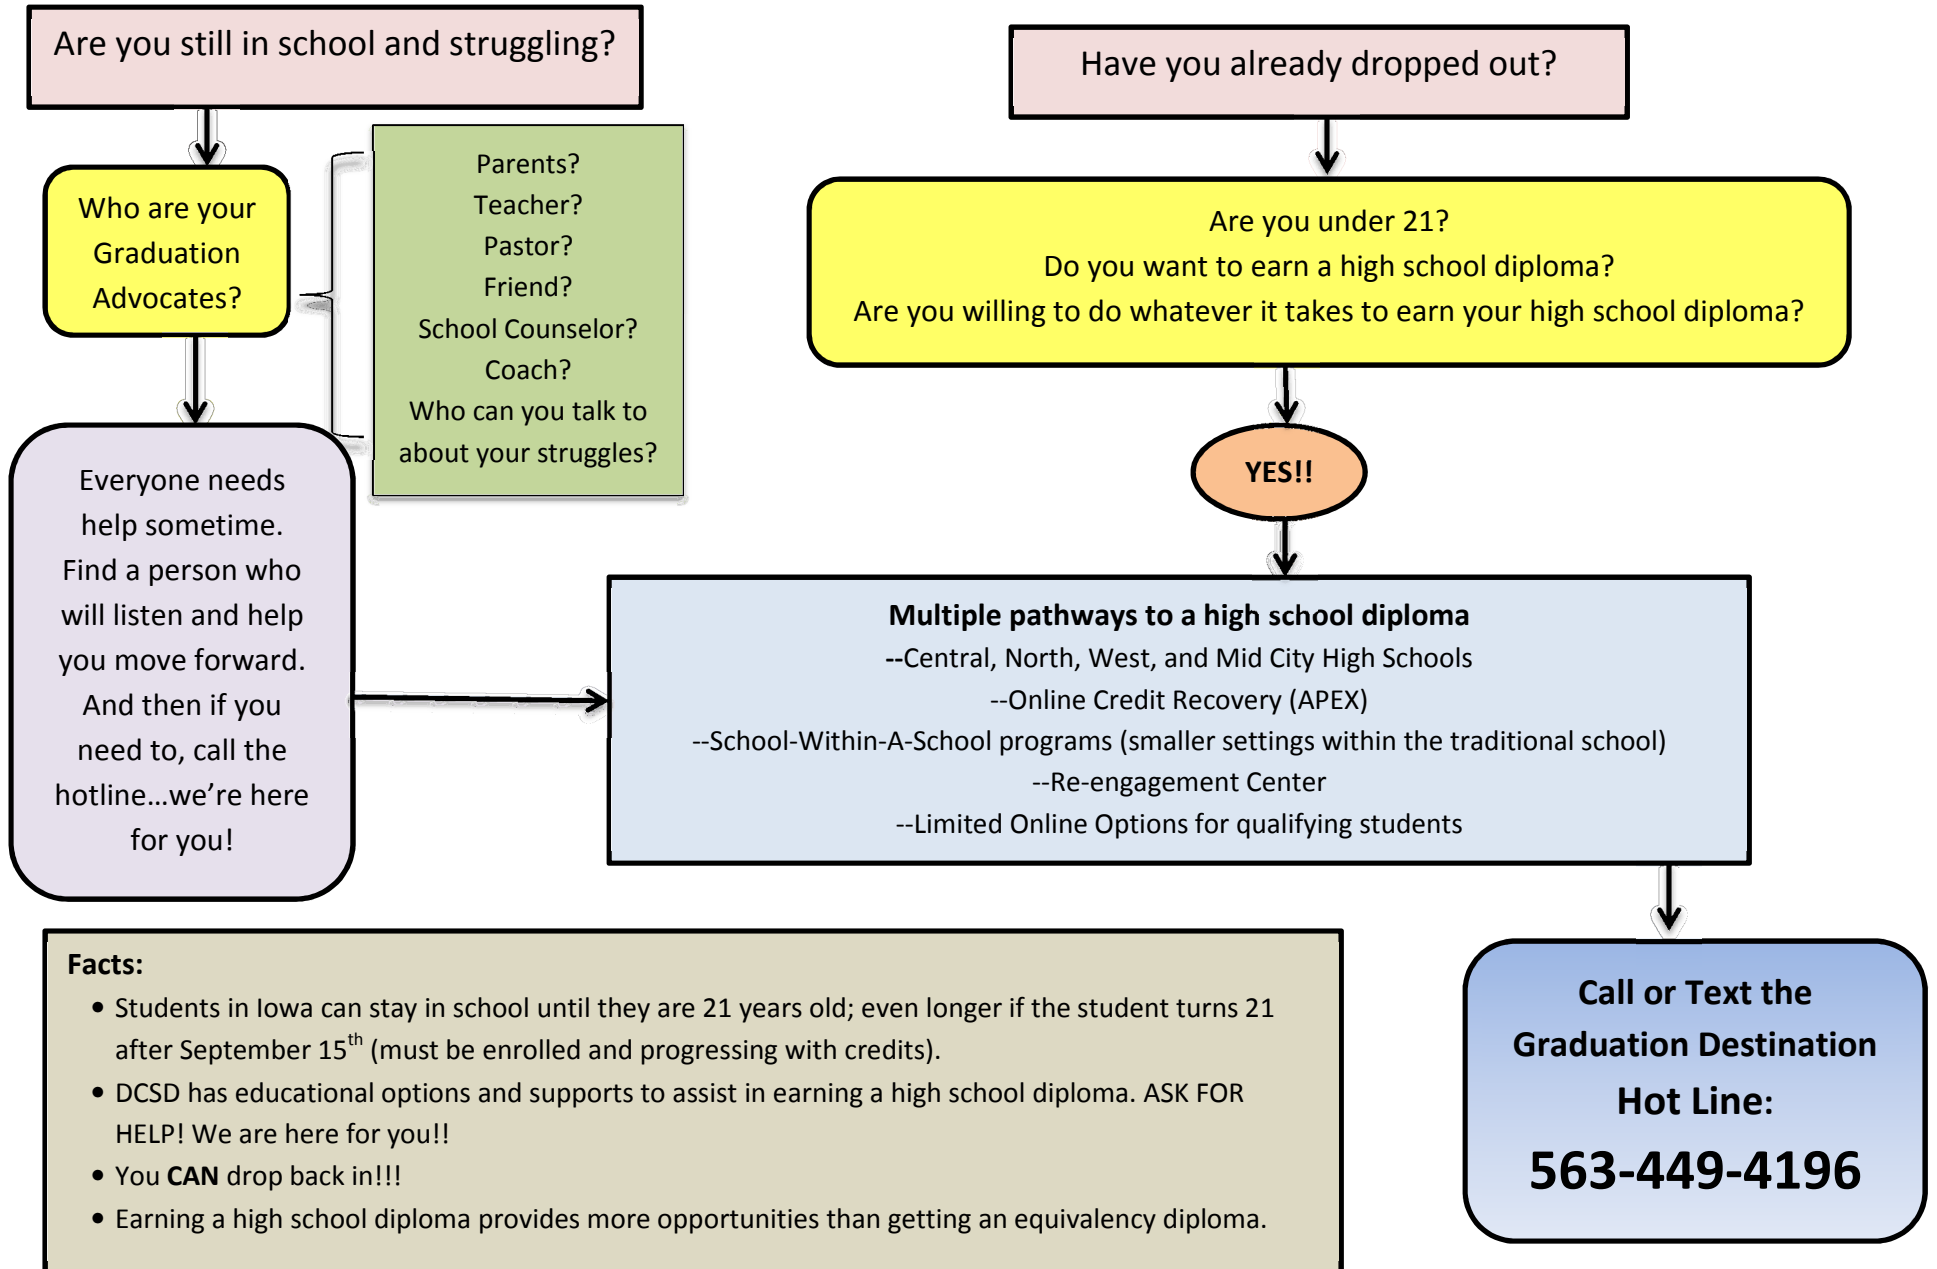 Are you still in school and struggling?
Who are your
Graduation
Advocates?
Parents?
Teacher?
Pastor?
Friend?
School Counselor?
Coach?
Who can you talk to
about your struggles?
Everyone needs
help sometime.
Find a person who
will listen and help
you move forward.
And then if you
need to, call the
hotline…we’re here
for you!
Have you already dropped out?
Are you under 21?
Do you want to earn a high school diploma?
Are you willing to do whatever it takes to earn your high school diploma?
YES!!
Multiple pathways to a high school diploma
--Central, North, West, and Mid City High Schools
--Online Credit Recovery (APEX)
--School-Within-A-School programs (smaller settings within the traditional school)
--Re-engagement Center
--Limited Online Options for qualifying students
Facts:
• Students in Iowa can stay in school until they are 21 years old; even longer if the student turns 21
after September 15th (must be enrolled and progressing with credits).
• DCSD has educational options and supports to assist in earning a high school diploma. ASK FOR
HELP! We are here for you!!
• You CAN drop back in!!!
• Earning a high school diploma provides more opportunities than getting an equivalency diploma.
Call or Text the
Graduation Destination
Hot Line:
563-449-4196